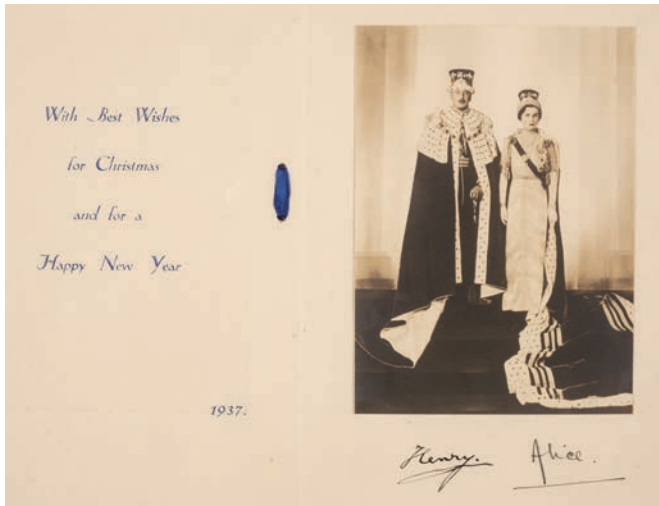 With Best Wishes
for Christmas
and for a
Happy New Year
1937.
Henry. Alice.